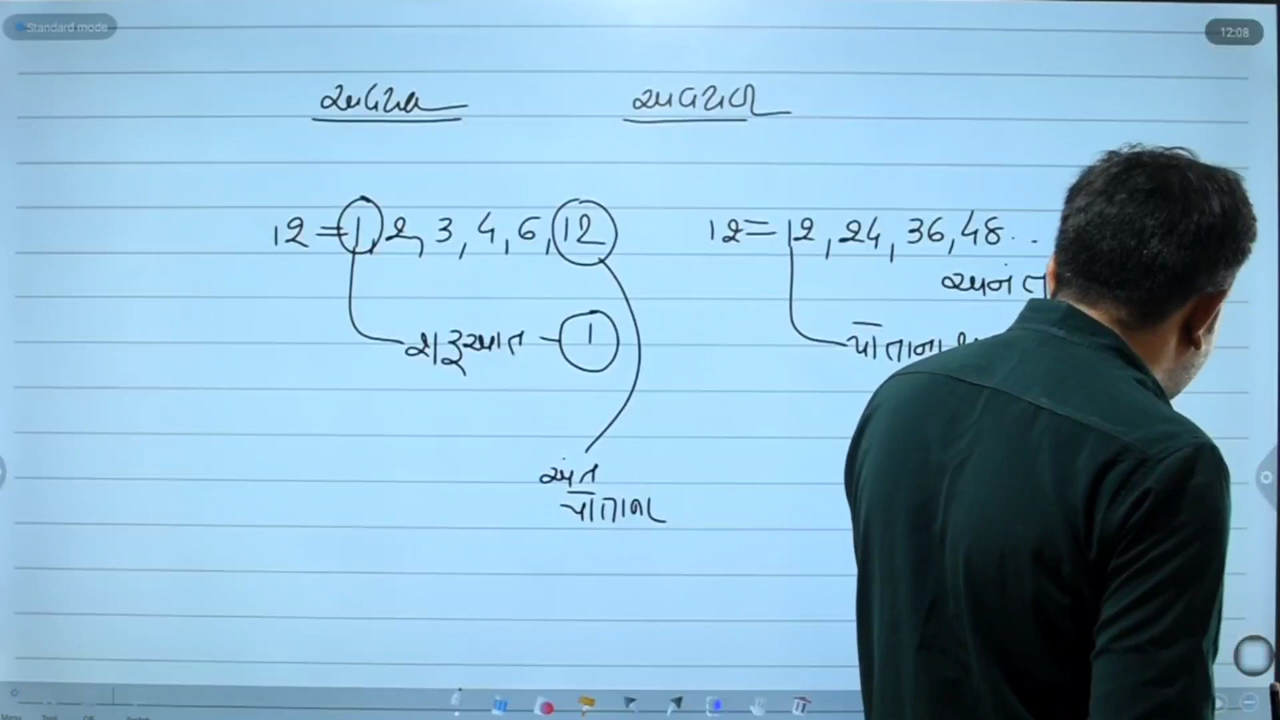 Standard mode
12:08
અવયવ
અવયવી
12 = 1, 2, 3, 4, 6, 12
12 = 12, 24, 36, 48 ..
અનંત
શરૂઆત - 1
પોતાના
અંત
પોતાના